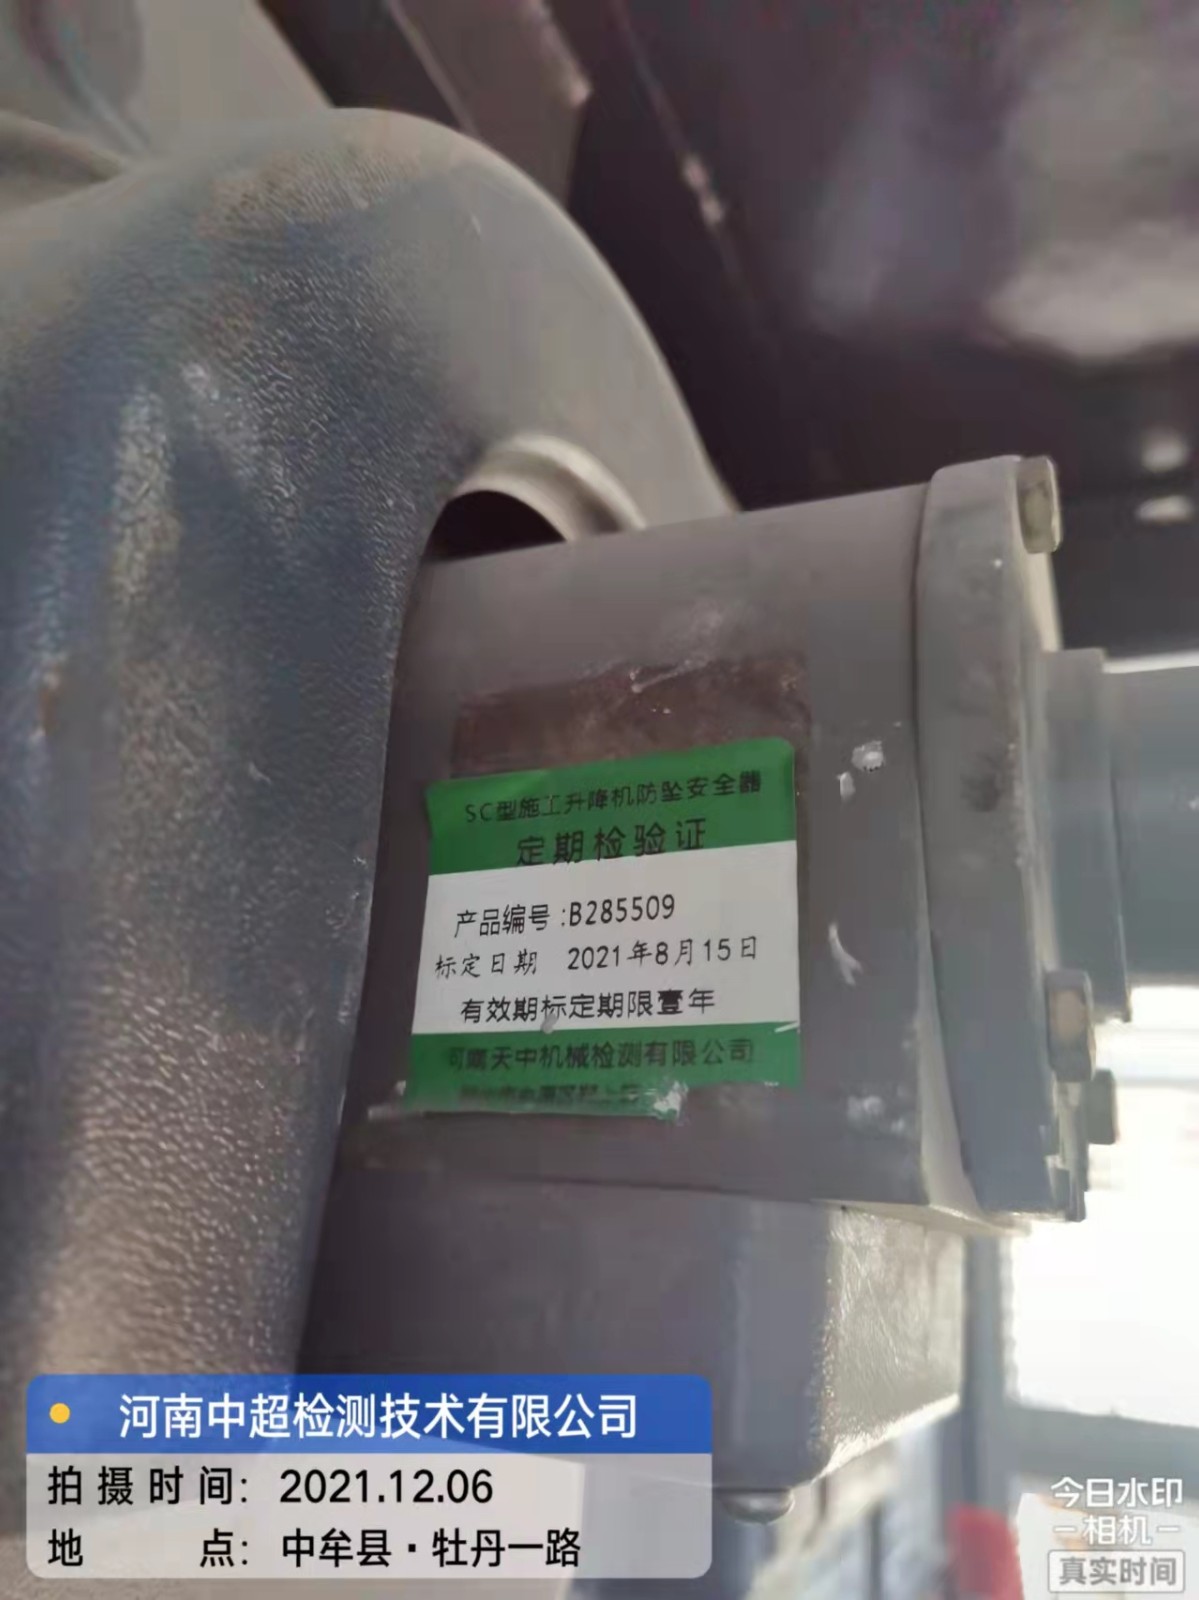 SC型施工升降机防坠安全器
定期检验证
产品编号:B285509
标定日期 2021年8月15日
有效期标定期限壹年
河南天中机械检测有限公司
河南中超检测技术有限公司
拍摄时间: 2021.12.06
地点: 中牟县·牡丹一路
今日水印
相机
真实时间